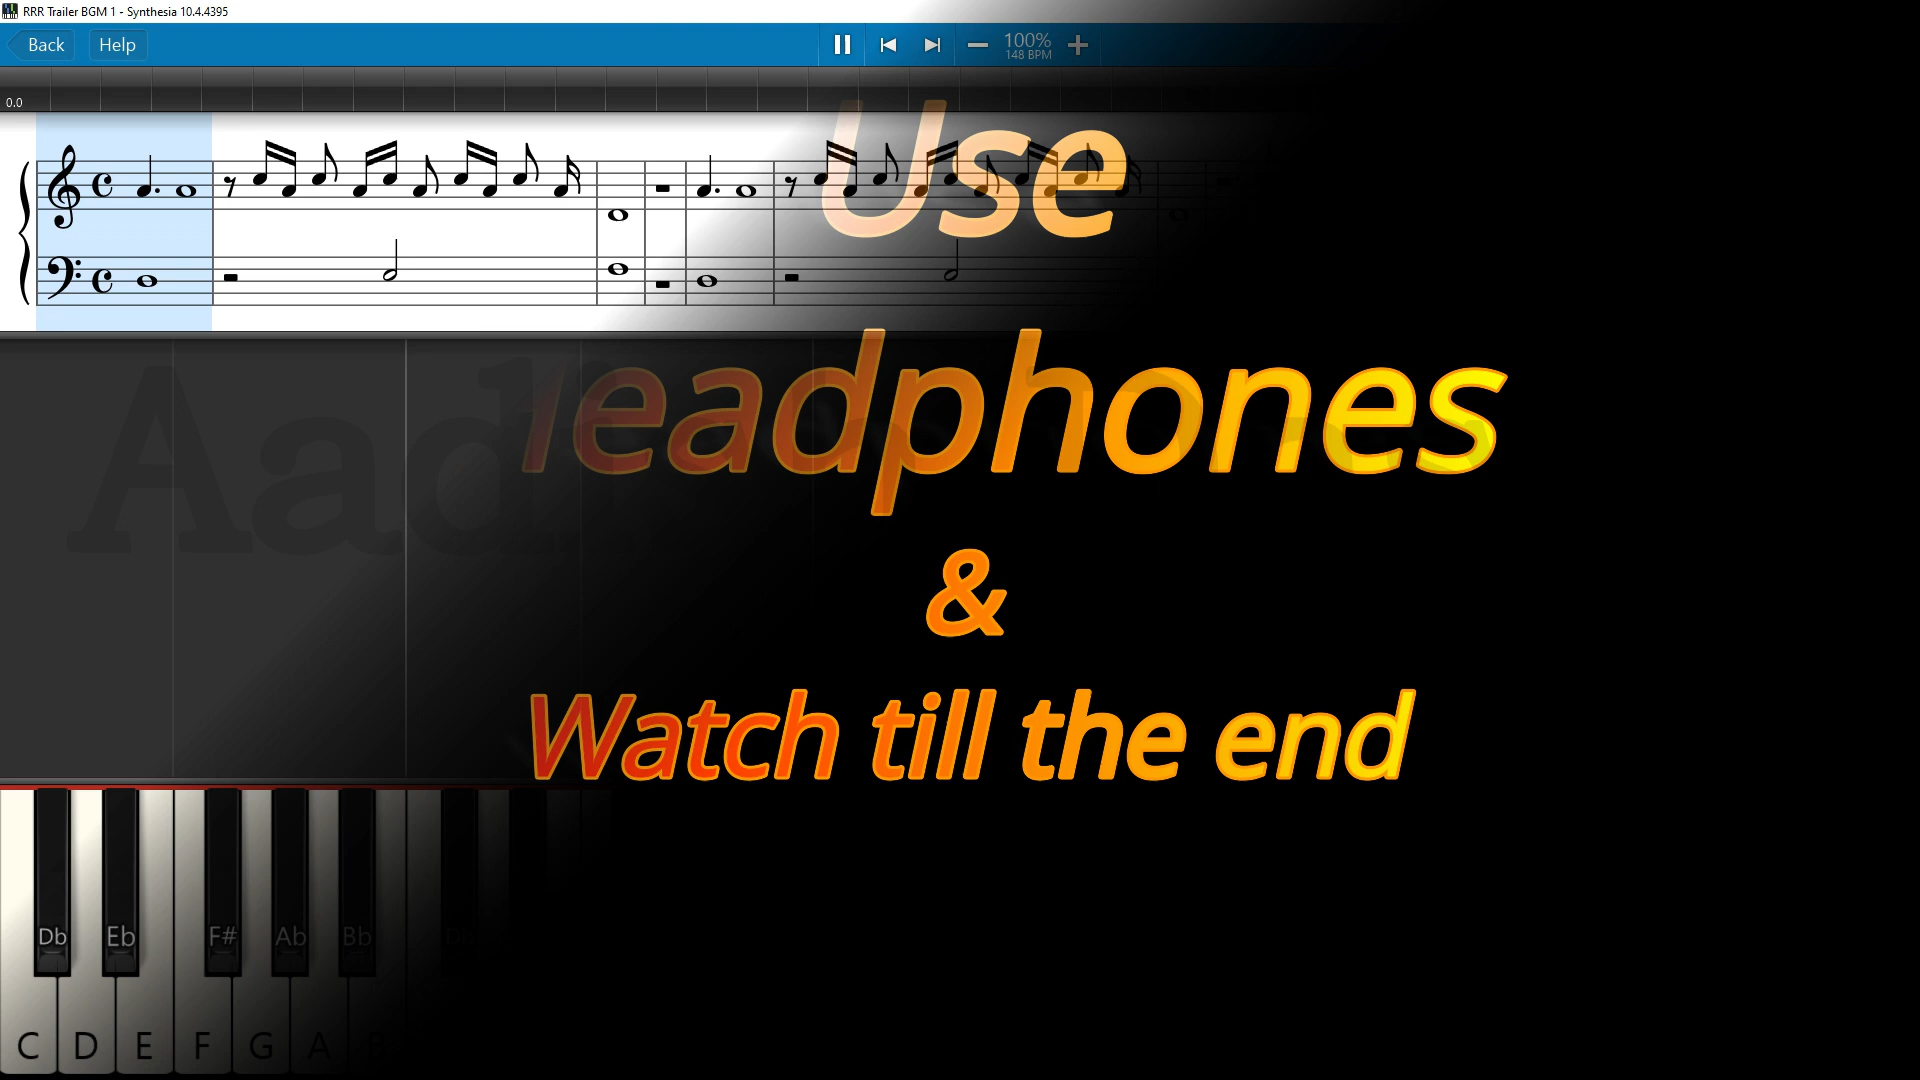 RRR Trailer BGM 1 - Synthesia 10.4.4395
Back Help 100%
148 BPM
0.0
Use
Headphones
&
Watch till the end
Db Eb F# Ab Bb Db
C D E F G A B